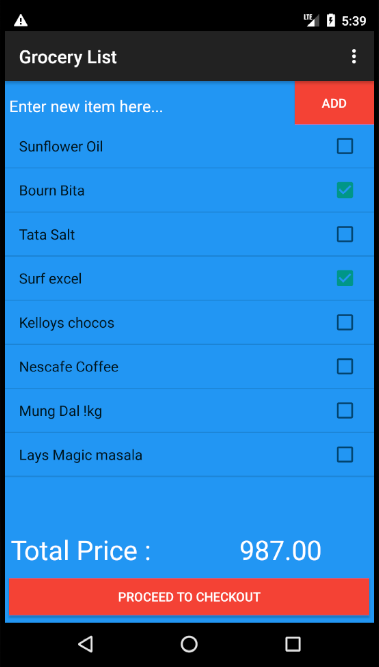 LTE 5:39
Grocery List
Enter new item here...
ADD
Sunflower Oil
Bourn Bita
Tata Salt
Surf excel
Kelloys chocos
Nescafe Coffee
Mung Dal !kg
Lays Magic masala
Total Price : 987.00
PROCEED TO CHECKOUT